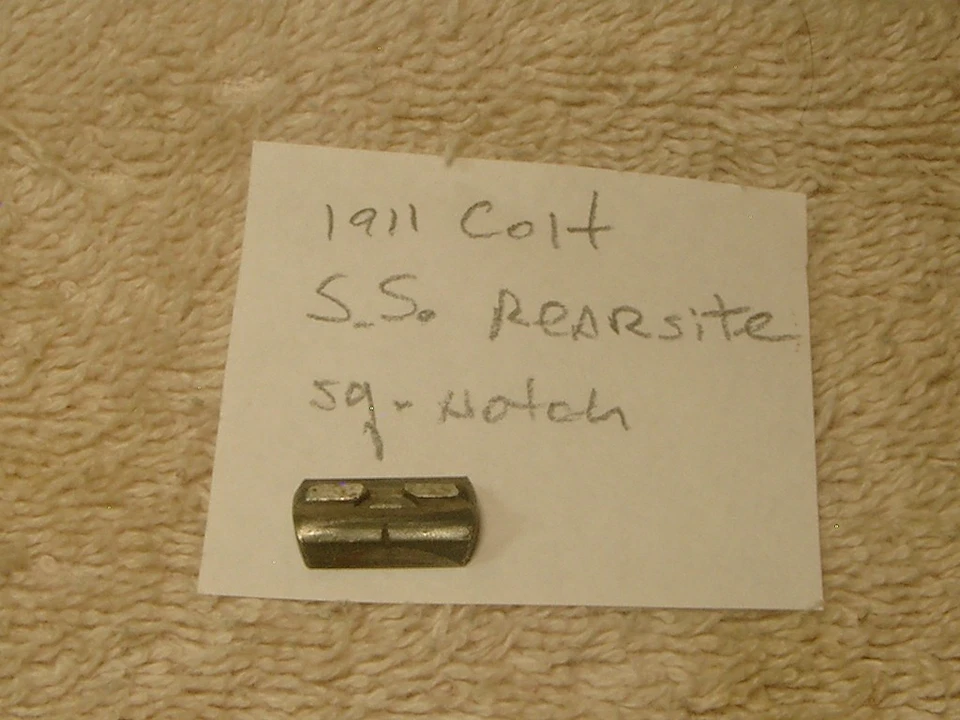 1911 Colt
S.S. Rearsite
sq. Notch